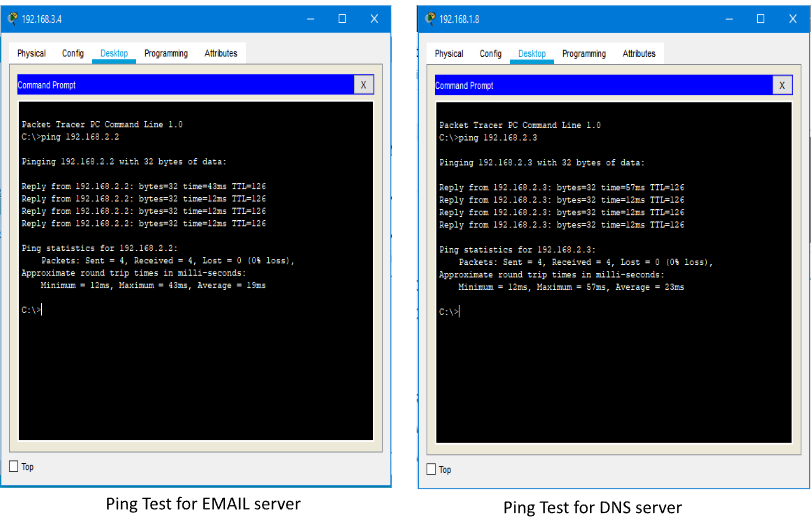 192.168.3.4
Physical Config Desktop Programming Attributes
Command Prompt X
Packet Tracer PC Command Line 1.0
C:\>ping 192.168.2.2
Pinging 192.168.2.2 with 32 bytes of data:
Reply from 192.168.2.2: bytes=32 time=43ms TTL=126
Reply from 192.168.2.2: bytes=32 time=12ms TTL=126
Reply from 192.168.2.2: bytes=32 time=12ms TTL=126
Reply from 192.168.2.2: bytes=32 time=12ms TTL=126
Ping statistics for 192.168.2.2:
Packets: Sent = 4, Received = 4, Lost = 0 (0% loss),
Approximate round trip times in milli-seconds:
Minimum = 12ms, Maximum = 43ms, Average = 19ms
C:\>
Top
Ping Test for EMAIL server
192.168.1.8
Physical Config Desktop Programming Attributes
Command Prompt X
Packet Tracer PC Command Line 1.0
C:\>ping 192.168.2.3
Pinging 192.168.2.3 with 32 bytes of data:
Reply from 192.168.2.3: bytes=32 time=57ms TTL=126
Reply from 192.168.2.3: bytes=32 time=12ms TTL=126
Reply from 192.168.2.3: bytes=32 time=12ms TTL=126
Reply from 192.168.2.3: bytes=32 time=12ms TTL=126
Ping statistics for 192.168.2.3:
Packets: Sent = 4, Received = 4, Lost = 0 (0% loss),
Approximate round trip times in milli-seconds:
Minimum = 12ms, Maximum = 57ms, Average = 23ms
C:\>
Top
Ping Test for DNS server